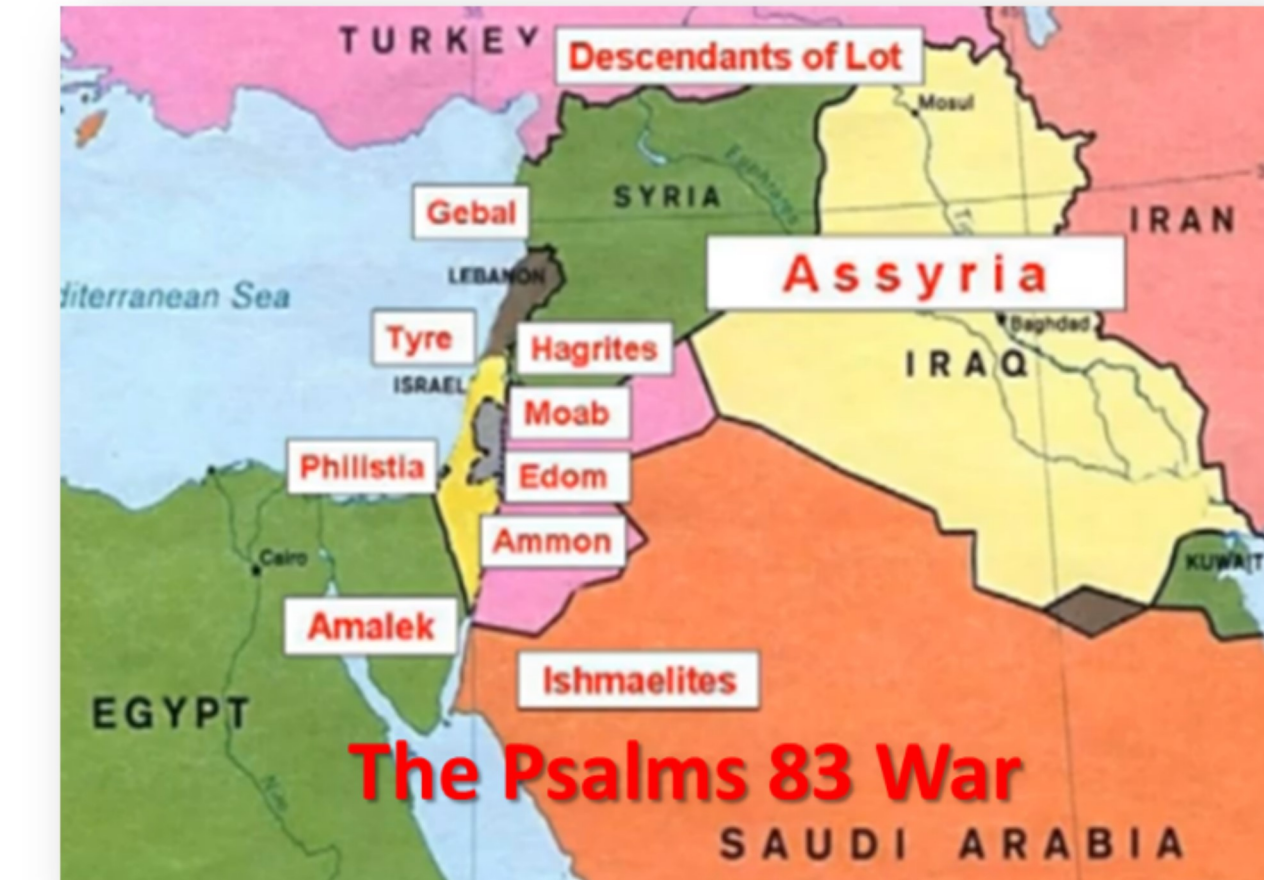 TURKEY
Descendants of Lot
Mosul
Euphrates
SYRIA
Gebal
IRAN
LEBANON
Assyria
diterranean Sea
Tyre
Hagrites
Baghdad
IRAQ
ISRAEL
Moab
Philistia
Edom
Ammon
Cairo
KUWAIT
Amalek
Ishmaelites
EGYPT
The Psalms 83 War
SAUDI ARABIA